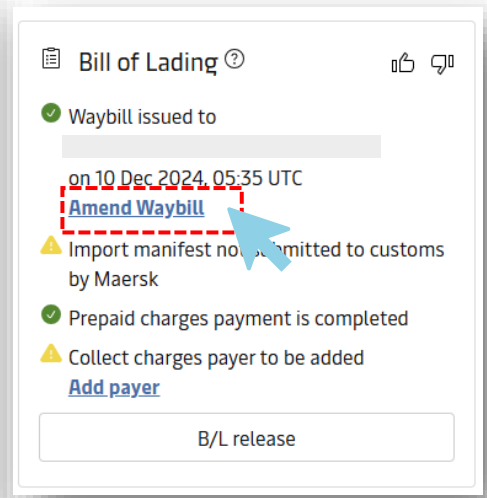 Bill of Lading ?
Waybill issued to
on 10 Dec 2024, 05:35 UTC
Amend Waybill
Import manifest not submitted to customs
by Maersk
Prepaid charges payment is completed
Collect charges payer to be added
Add payer
B/L release